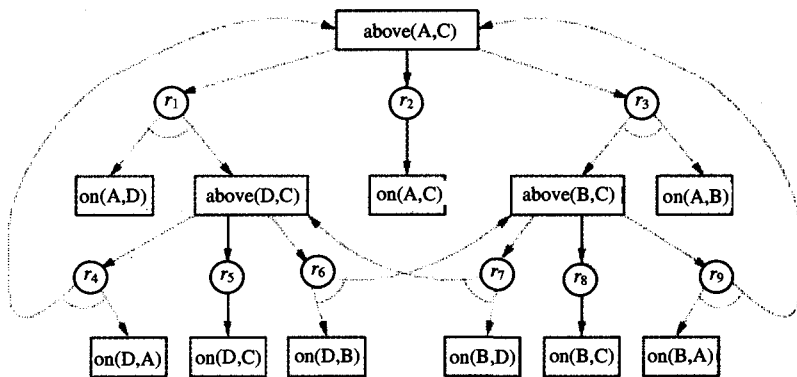 above(A,C)
r1 r2 r3
on(A,D) above(D,C) on(A,C) above(B,C) on(A,B)
r4 r5 r6 r7 r8 r9
on(D,A) on(D,C) on(D,B) on(B,D) on(B,C) on(B,A)